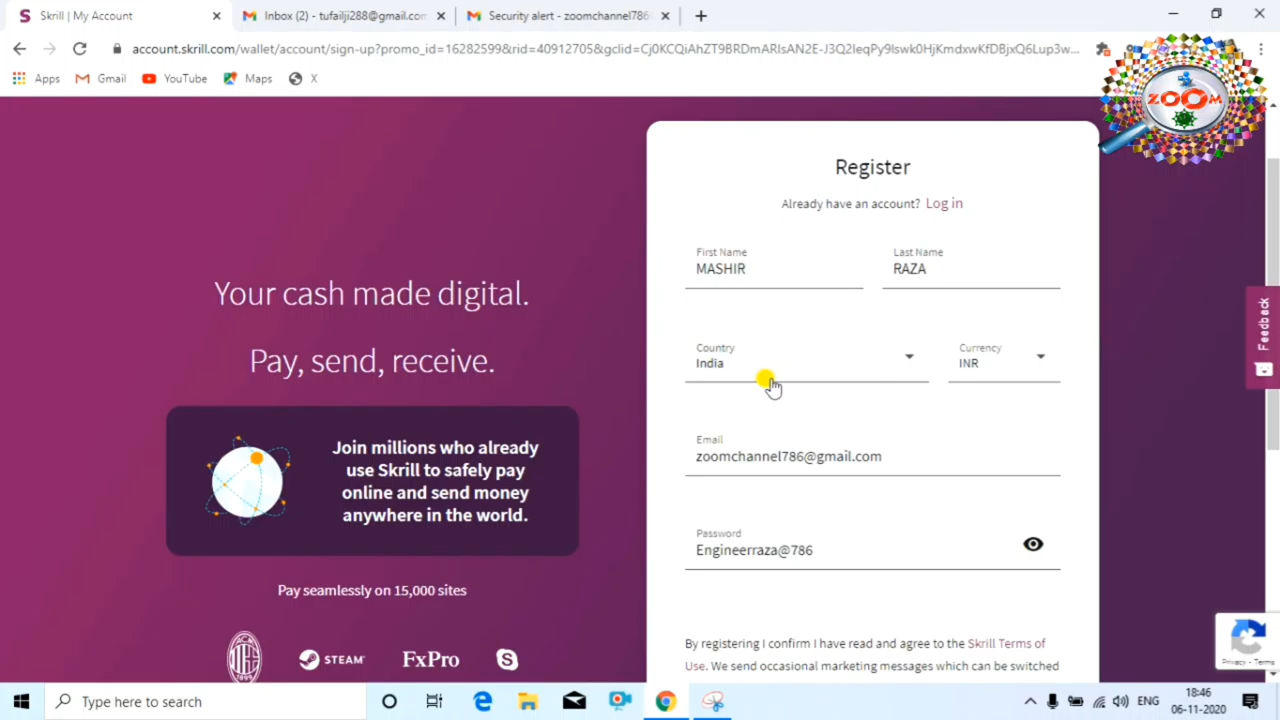 Skrill | My Account
Inbox (2) - tufailji288@gmail.com
Security alert - zoomchannel786
account.skrill.com/wallet/account/sign-up?promo_id=16282599&rid=40912705&gclid=Cj0KCQiAhZT9BRDmARIsAN2E-J3Q2IeqPy9lswk0HjKmdxwKfDBjxQ6Lup3w...
Apps
Gmail
YouTube
Maps
X
ZOOM
Register
Already have an account? Log in
First Name
Last Name
MASHIR
RAZA
Your cash made digital.
Pay, send, receive.
Country
Currency
India
INR
Feedback
Join millions who already
use Skrill to safely pay
online and send money
anywhere in the world.
Email
zoomchannel786@gmail.com
Password
Engineerraza@786
Pay seamlessly on 15,000 sites
STEAM
FxPro
S
By registering I confirm I have read and agree to the Skrill Terms of
Use. We send occasional marketing messages which can be switched
Privacy - Terms
Type here to search
ENG
18:46
06-11-2020